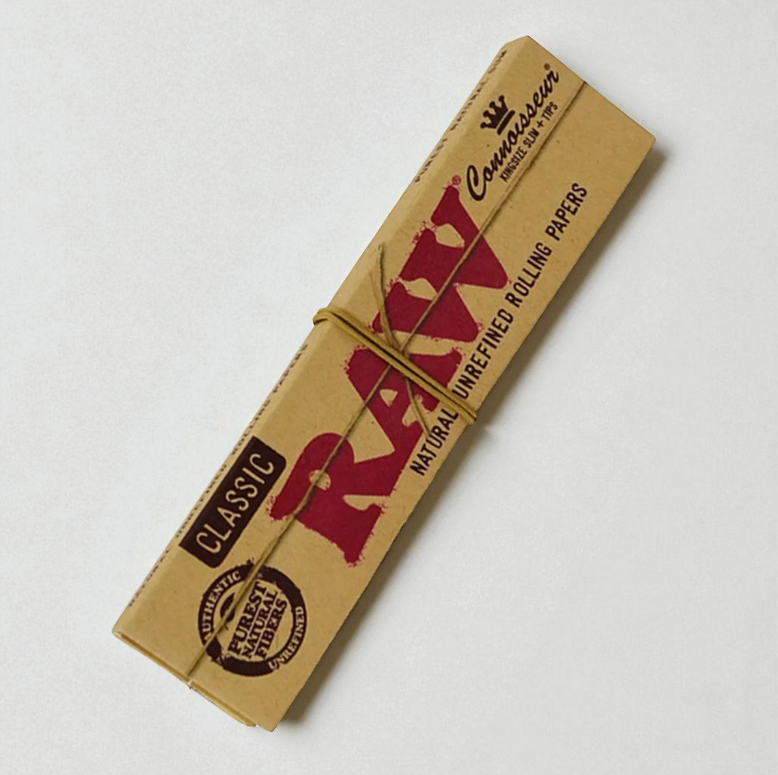 Connoisseur®
KINGSIZE SLIM + TIPS
RAW®
NATURAL UNREFINED ROLLING PAPERS
CLASSIC
AUTHENTIC
PUREST
NATURAL
FIBERS
UNREFINED